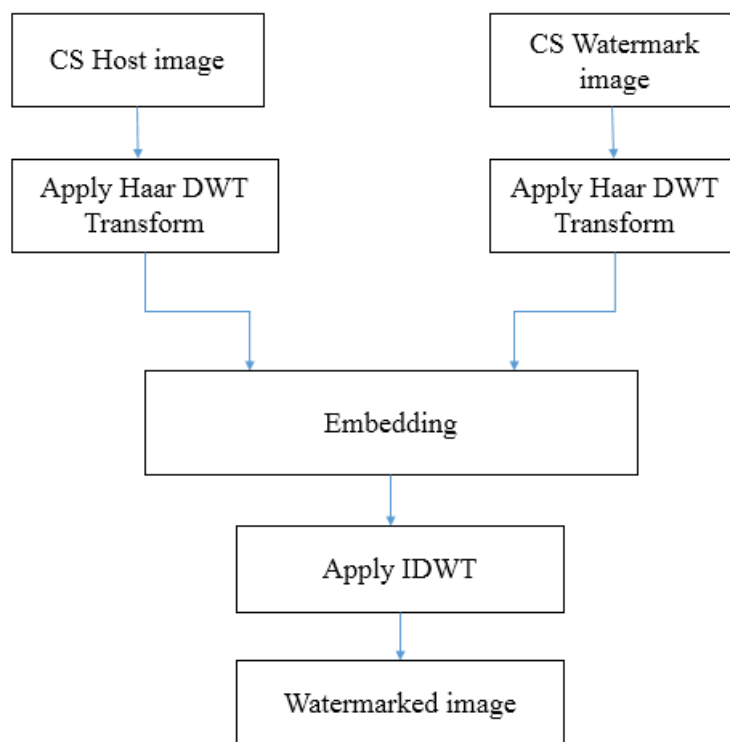 CS Host image
CS Watermark
image
Apply Haar DWT
Transform
Apply Haar DWT
Transform
Embedding
Apply IDWT
Watermarked image